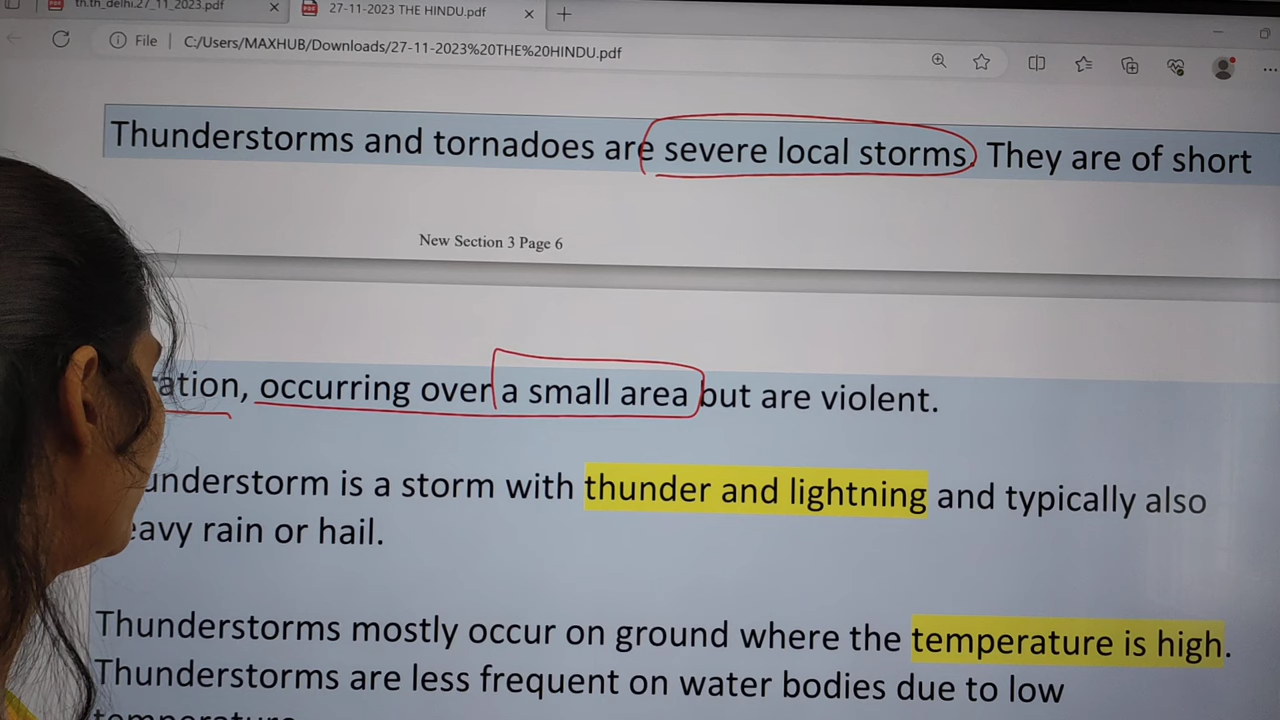 th.th_delhi.27_11_2023.pdf
27-11-2023 THE HINDU.pdf
File
C:/Users/MAXHUB/Downloads/27-11-2023%20THE%20HINDU.pdf
Thunderstorms and tornadoes are severe local storms. They are of short
New Section 3 Page 6
ation, occurring over a small area but are violent.
understorm is a storm with thunder and lightning and typically also
eavy rain or hail.
Thunderstorms mostly occur on ground where the temperature is high.
Thunderstorms are less frequent on water bodies due to low
temperature